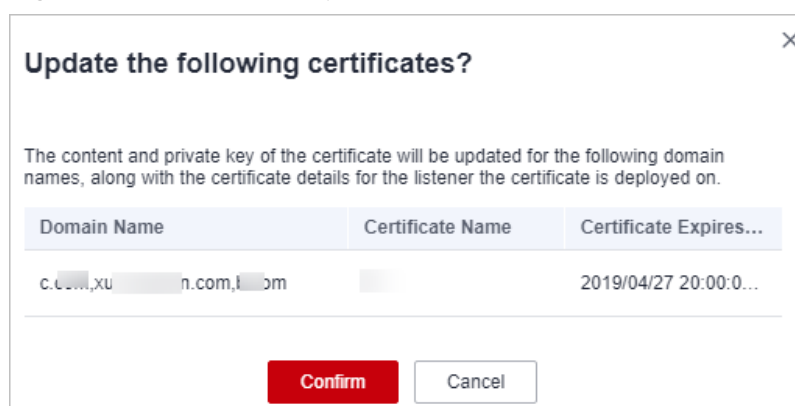 Update the following certificates?
The content and private key of the certificate will be updated for the following domain
names, along with the certificate details for the listener the certificate is deployed on.
Domain Name Certificate Name Certificate Expires...
2019/04/27 20:00:0...
Confirm Cancel